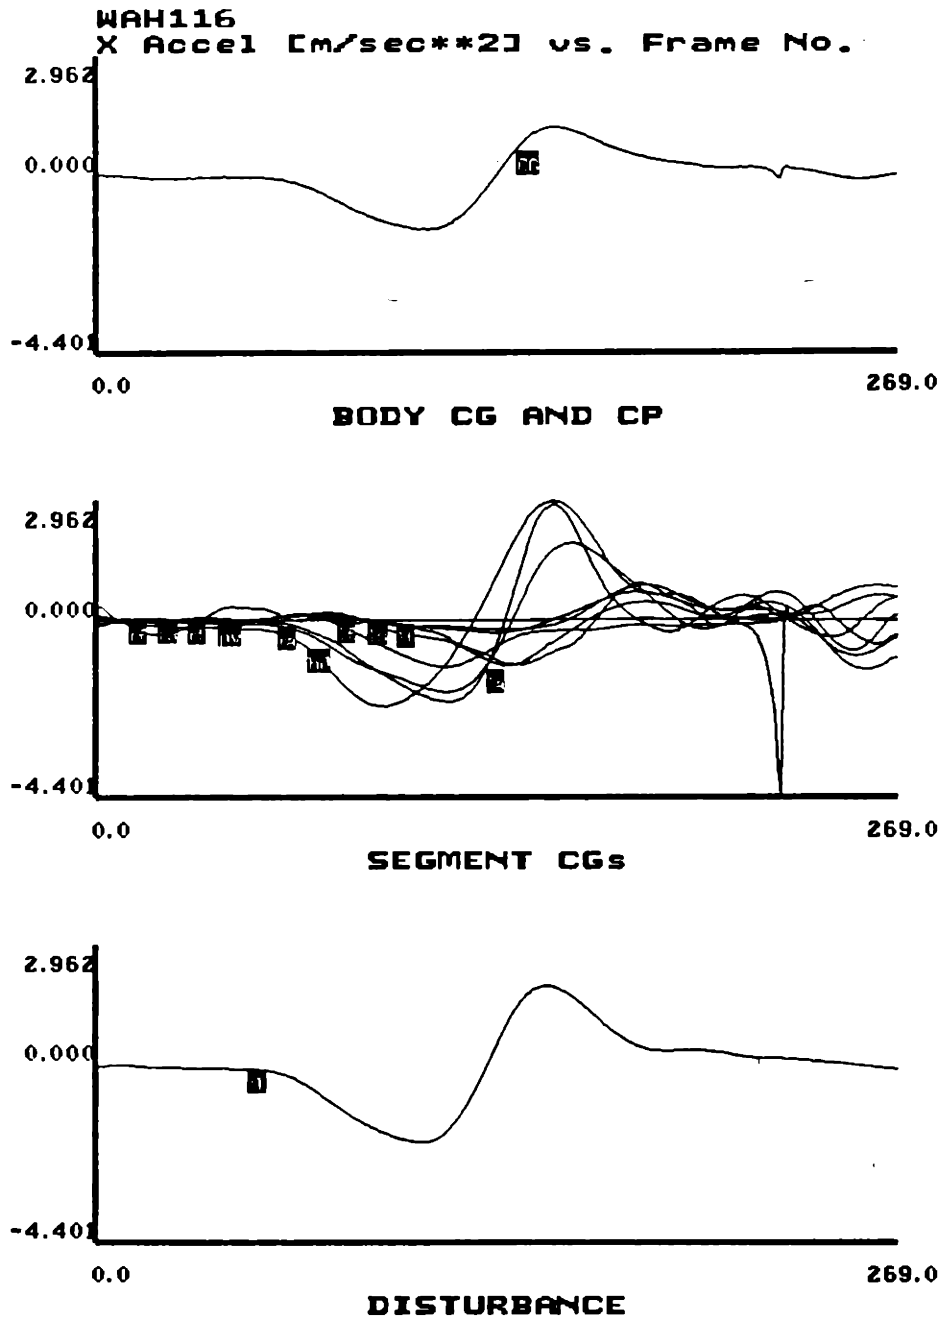 WAH116
X Accel [m/sec**2] vs. Frame No.
2.962
0.000
-4.401
0.0 269.0
BODY CG AND CP
2.962
0.000
-4.401
0.0 269.0
SEGMENT CGs
2.962
0.000
-4.401
0.0 269.0
DISTURBANCE